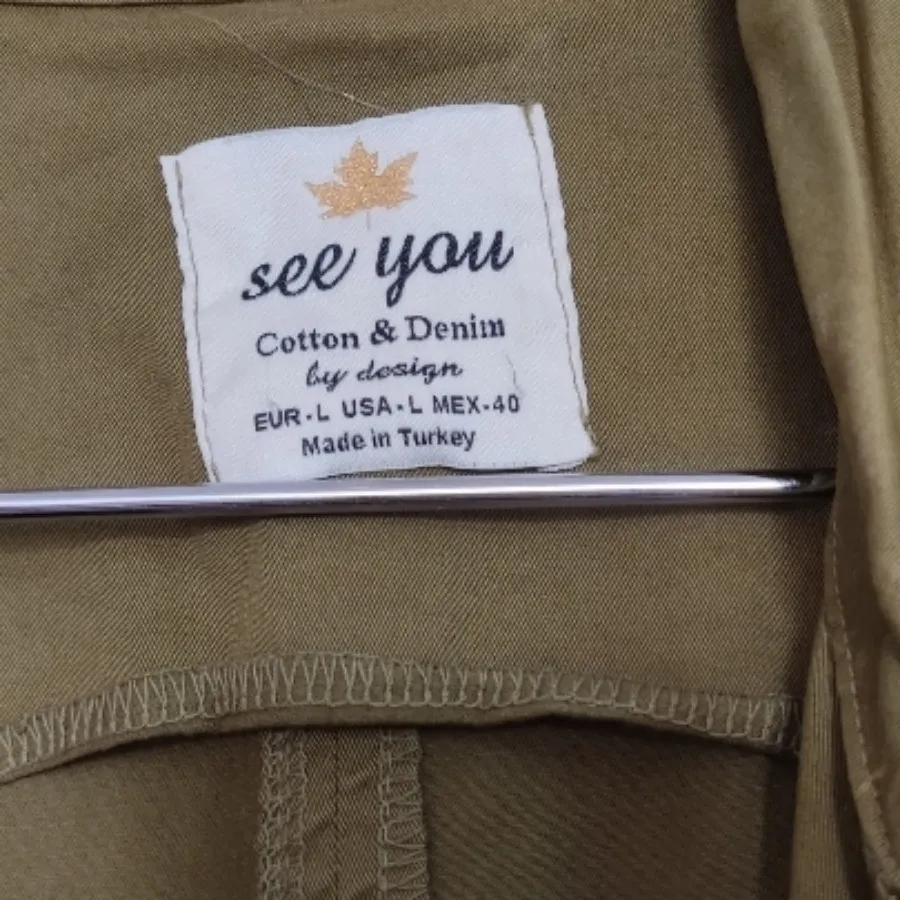 see you
Cotton & Denim
by design
EUR-L USA-L MEX-40
Made in Turkey